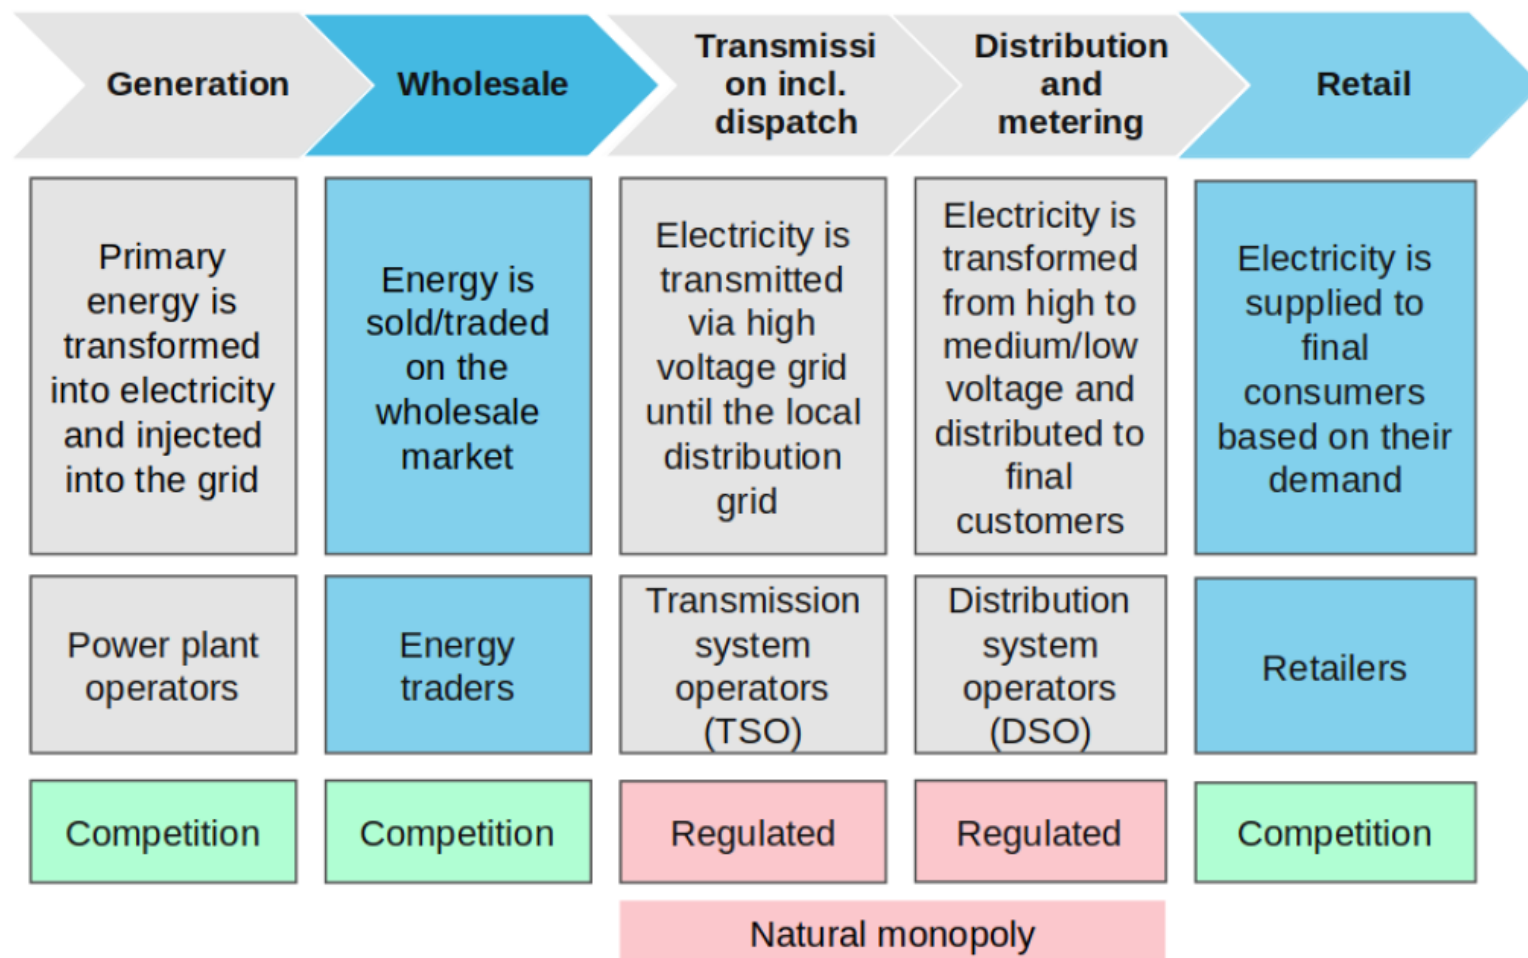 Generation
Wholesale
Transmissi
on incl.
dispatch
Distribution
and
metering
Retail
Primary
energy is
transformed
into electricity
and injected
into the grid
Energy is
sold/traded
on the
wholesale
market
Electricity is
transmitted
via high
voltage grid
until the local
distribution
grid
Electricity is
transformed
from high to
medium/low
voltage and
distributed to
final
customers
Electricity is
supplied to
final
consumers
based on their
demand
Power plant
operators
Energy
traders
Transmission
system
operators
(TSO)
Distribution
system
operators
(DSO)
Retailers
Competition
Competition
Regulated
Regulated
Competition
Natural monopoly